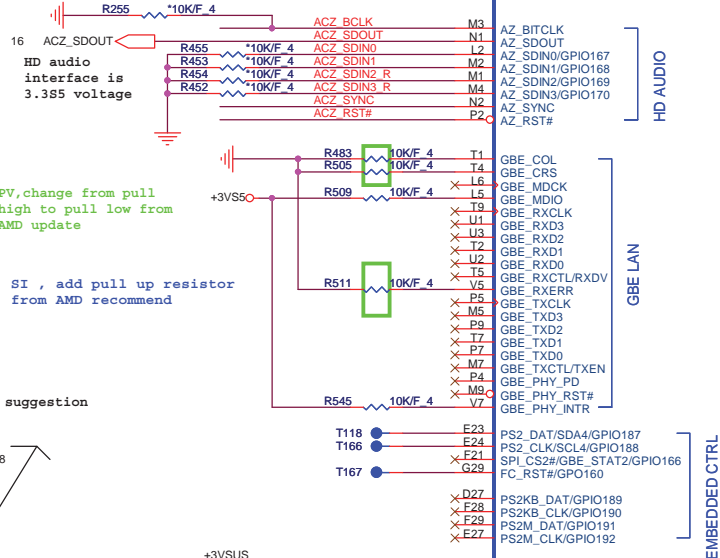 R255 *10K/F_4
ACZ_BCLK M3 AZ_BITCLK
16 ACZ_SDOUT ACZ_SDOUT N1 AZ_SDOUT
R455 *10K/F_4 ACZ_SDIN0 L2 AZ_SDIN0/GPIO167
R453 *10K/F_4 ACZ_SDIN1 M2 AZ_SDIN1/GPIO168
R454 *10K/F_4 ACZ_SDIN2_R M1 AZ_SDIN2/GPIO169
R452 *10K/F_4 ACZ_SDIN3_R M4 AZ_SDIN3/GPIO170
ACZ_SYNC N2 AZ_SYNC
ACZ_RST# P2 AZ_RST#
HD audio
interface is
3.3S5 voltage
HD AUDIO
R483 10K/F_4 T1 GBE_COL
R505 10K/F_4 T4 GBE_CRS
L6 GBE_MDCK
+3VS5 R509 10K/F_4 L5 GBE_MDIO
T9 GBE_RXCLK
U1 GBE_RXD3
U3 GBE_RXD2
T2 GBE_RXD1
U2 GBE_RXD0
T5 GBE_RXCTL/RXDV
R511 10K/F_4 V5 GBE_RXERR
P5 GBE_TXCLK
M5 GBE_TXD3
P9 GBE_TXD2
T7 GBE_TXD1
P7 GBE_TXD0
M7 GBE_TXCTL/TXEN
P4 GBE_PHY_PD
M9 GBE_PHY_RST#
R545 10K/F_4 V7 GBE_PHY_INTR
GBE LAN
PV,change from pull
high to pull low from
AMD update
SI , add pull up resistor
from AMD recommend
suggestion
8
T118 E23 PS2_DAT/SDA4/GPIO187
T166 E24 PS2_CLK/SCL4/GPIO188
F21 SPI_CS2#/GBE_STAT2/GPIO166
T167 G29 FC_RST#/GPO160
D27 PS2KB_DAT/GPIO189
F28 PS2KB_CLK/GPIO190
F29 PS2M_DAT/GPIO191
E27 PS2M_CLK/GPIO192
EMBEDDED CTRL
+3VSUS